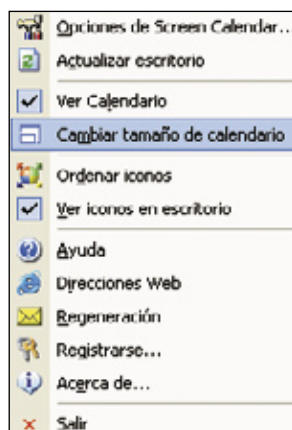 Opciones de Screen Calendar...
Actualizar escritorio
Ver Calendario
Cambiar tamaño de calendario
Ordenar iconos
Ver iconos en escritorio
Ayuda
Direcciones Web
Regeneración
Registrarse...
Acerca de...
Salir